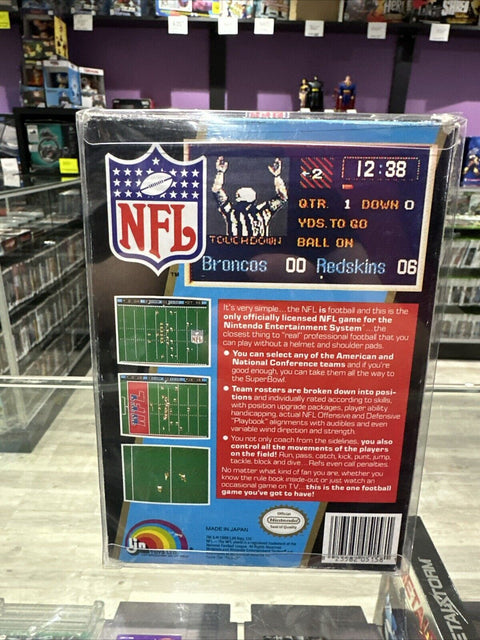 NFL
TM
TOUCHDOWN
←2
12:38
QTR. 1 DOWN 0
YDS. TO GO
BALL ON
Broncos 00 Redskins 06
It's very simple...the NFL is football and this is the
only officially licensed NFL game for the
Nintendo Entertainment System...the
closest thing to "real" professional football that you
can play without a helmet and shoulder pads.
• You can select any of the American and
National Conference teams and if you're
good enough, you can take them all the way to
the SuperBowl.
• Team rosters are broken down into posi-
tions and individually rated according to skills,
with position upgrade packages, player ability
handicapping, actual NFL Offensive and Defensive
"Playbook" alignments with audibles and even
variable wind direction and strength.
• You not only coach from the sidelines, you also
control all the movements of the players
on the field! Run, pass, catch, kick, punt, jump,
tackle, block and dive...Refs even call penalties.
No matter what kind of fan you are, whether you
know the rule book inside-out or just watch an
occasional game on TV...this is the one football
game you've got to have!
NFL
NFL
MADE IN JAPAN
Official
Nintendo
Seal of Quality
ljn